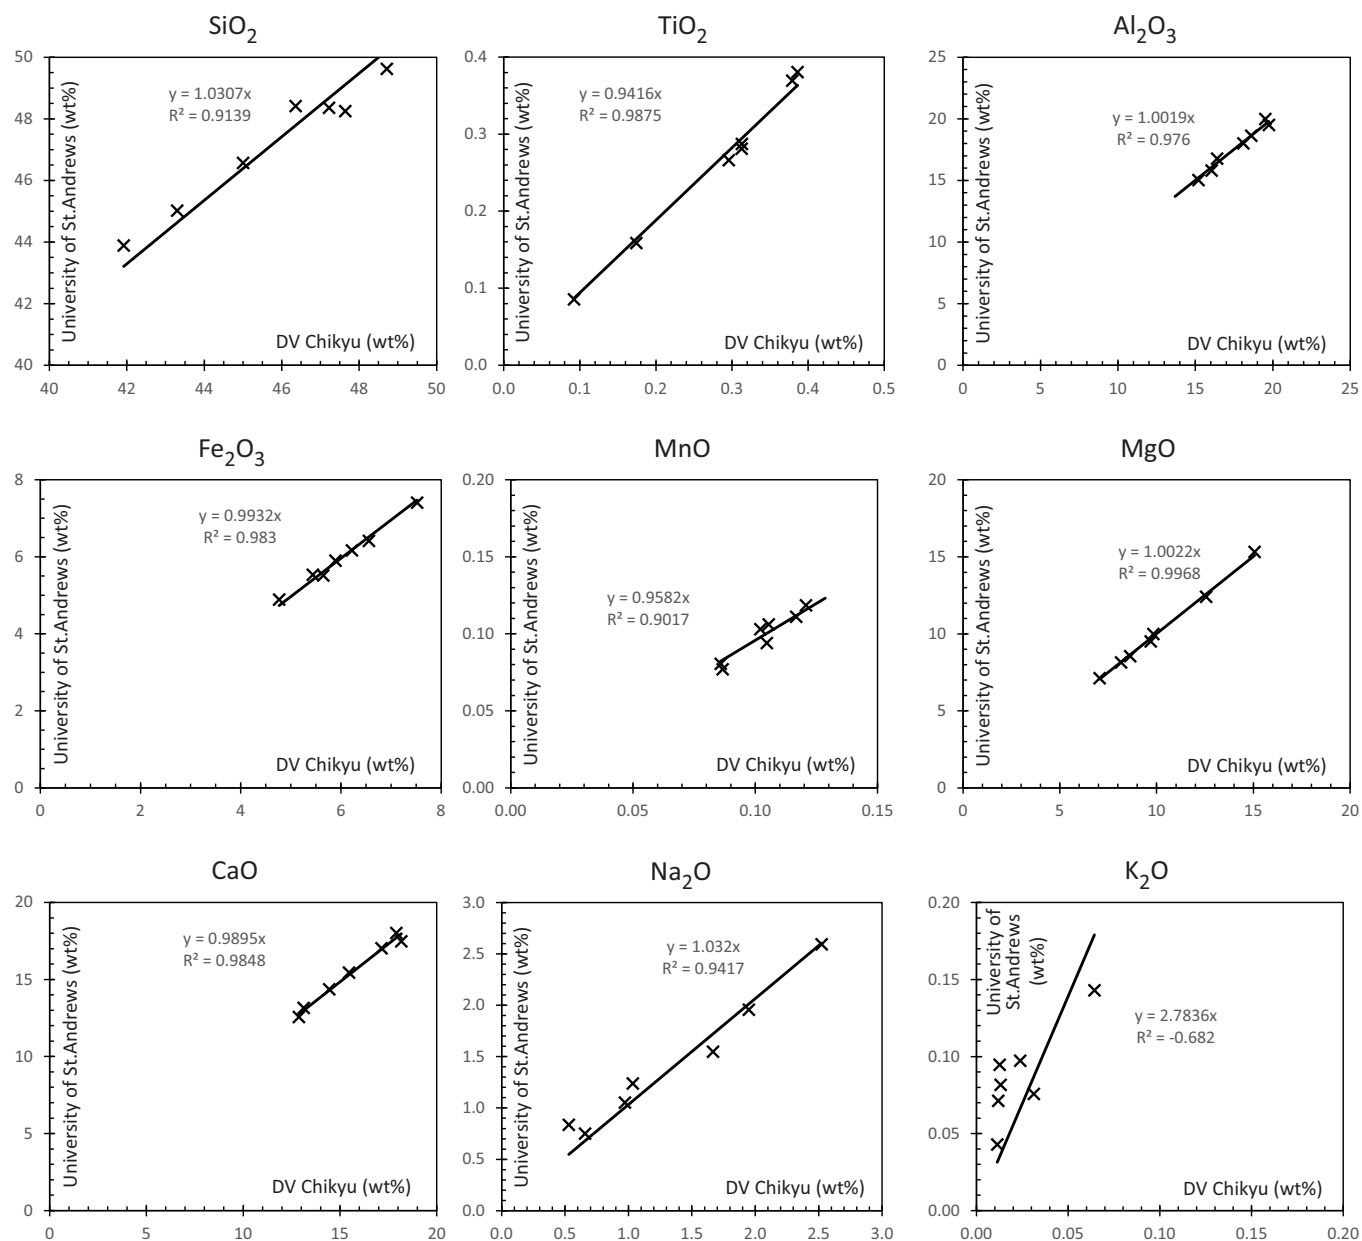 SiO2
TiO2
Al2O3
University of St.Andrews (wt%)
50
48
46
44
42
40
y = 1.0307x
R² = 0.9139
DV Chikyu (wt%)
40 42 44 46 48 50
University of St.Andrews (wt%)
0.4
0.3
0.2
0.1
0.0
y = 0.9416x
R² = 0.9875
DV Chikyu (wt%)
0.0 0.1 0.2 0.3 0.4 0.5
University of St.Andrews (wt%)
25
20
15
10
5
0
y = 1.0019x
R² = 0.976
DV Chikyu (wt%)
0 5 10 15 20 25
Fe2O3
MnO
MgO
University of St.Andrews (wt%)
8
6
4
2
0
y = 0.9932x
R² = 0.983
DV Chikyu (wt%)
0 2 4 6 8
University of St.Andrews (wt%)
0.20
0.15
0.10
0.05
0.00
y = 0.9582x
R² = 0.9017
DV Chikyu (wt%)
0.00 0.05 0.10 0.15
University of St.Andrews (wt%)
20
15
10
5
0
y = 1.0022x
R² = 0.9968
DV Chikyu (wt%)
0 5 10 15 20
CaO
Na2O
K2O
University of St.Andrews (wt%)
20
15
10
5
0
y = 0.9895x
R² = 0.9848
DV Chikyu (wt%)
0 5 10 15 20
University of St.Andrews (wt%)
3.0
2.5
2.0
1.5
1.0
0.5
0.0
y = 1.032x
R² = 0.9417
DV Chikyu (wt%)
0.0 0.5 1.0 1.5 2.0 2.5 3.0
University of
St.Andrews
(wt%)
0.20
0.15
0.10
0.05
0.00
y = 2.7836x
R² = -0.682
DV Chikyu (wt%)
0.00 0.05 0.10 0.15 0.20